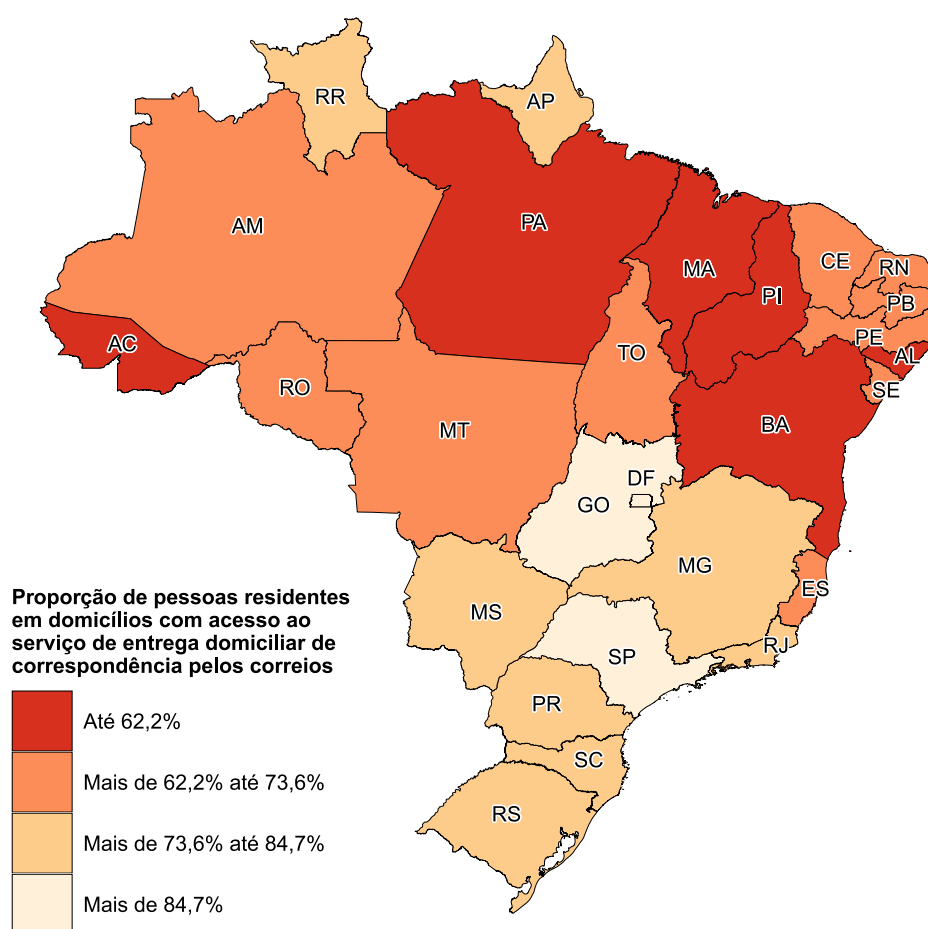 RR
AP
AM
PA
MA
CE
RN
PI
PB
PE
AC
TO
AL
RO
SE
BA
MT
DF
GO
MG
ES
MS
RJ
SP
PR
SC
RS
Proporção de pessoas residentes
em domicílios com acesso ao
serviço de entrega domiciliar de
correspondência pelos correios
Até 62,2%
Mais de 62,2% até 73,6%
Mais de 73,6% até 84,7%
Mais de 84,7%